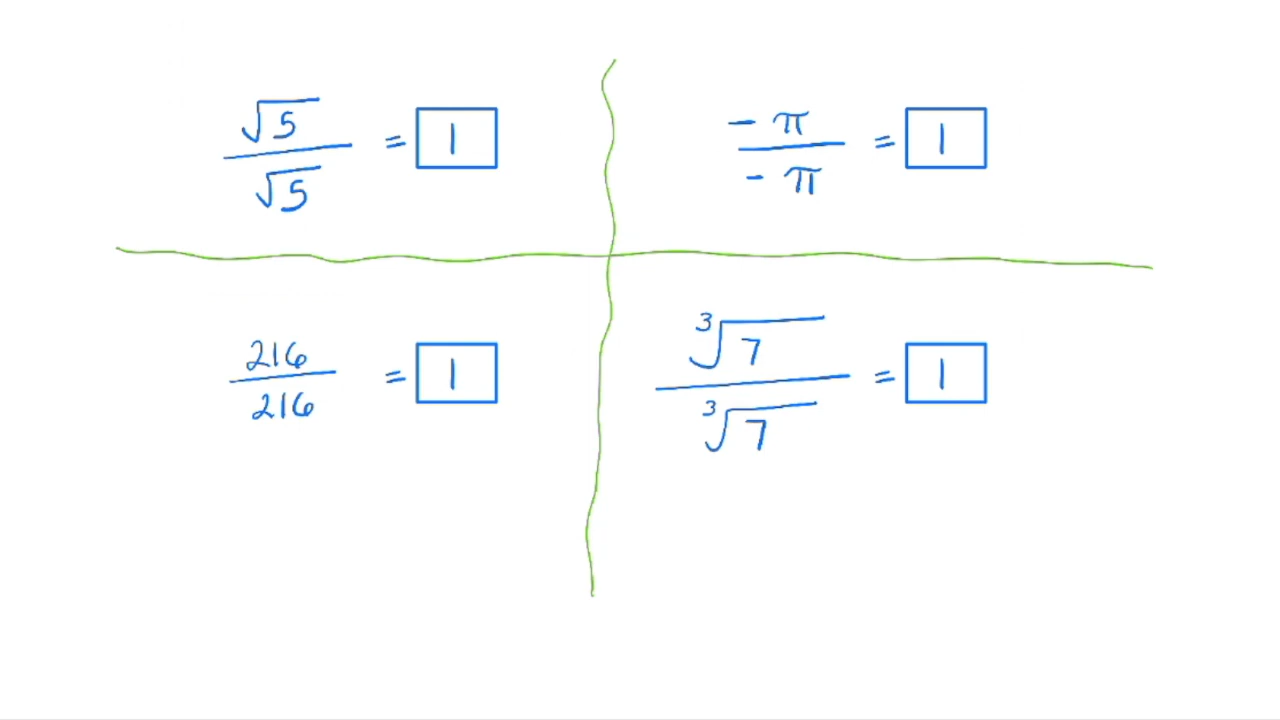 √5 / √5 = 1
-π / -π = 1
216 / 216 = 1
∛7 / ∛7 = 1